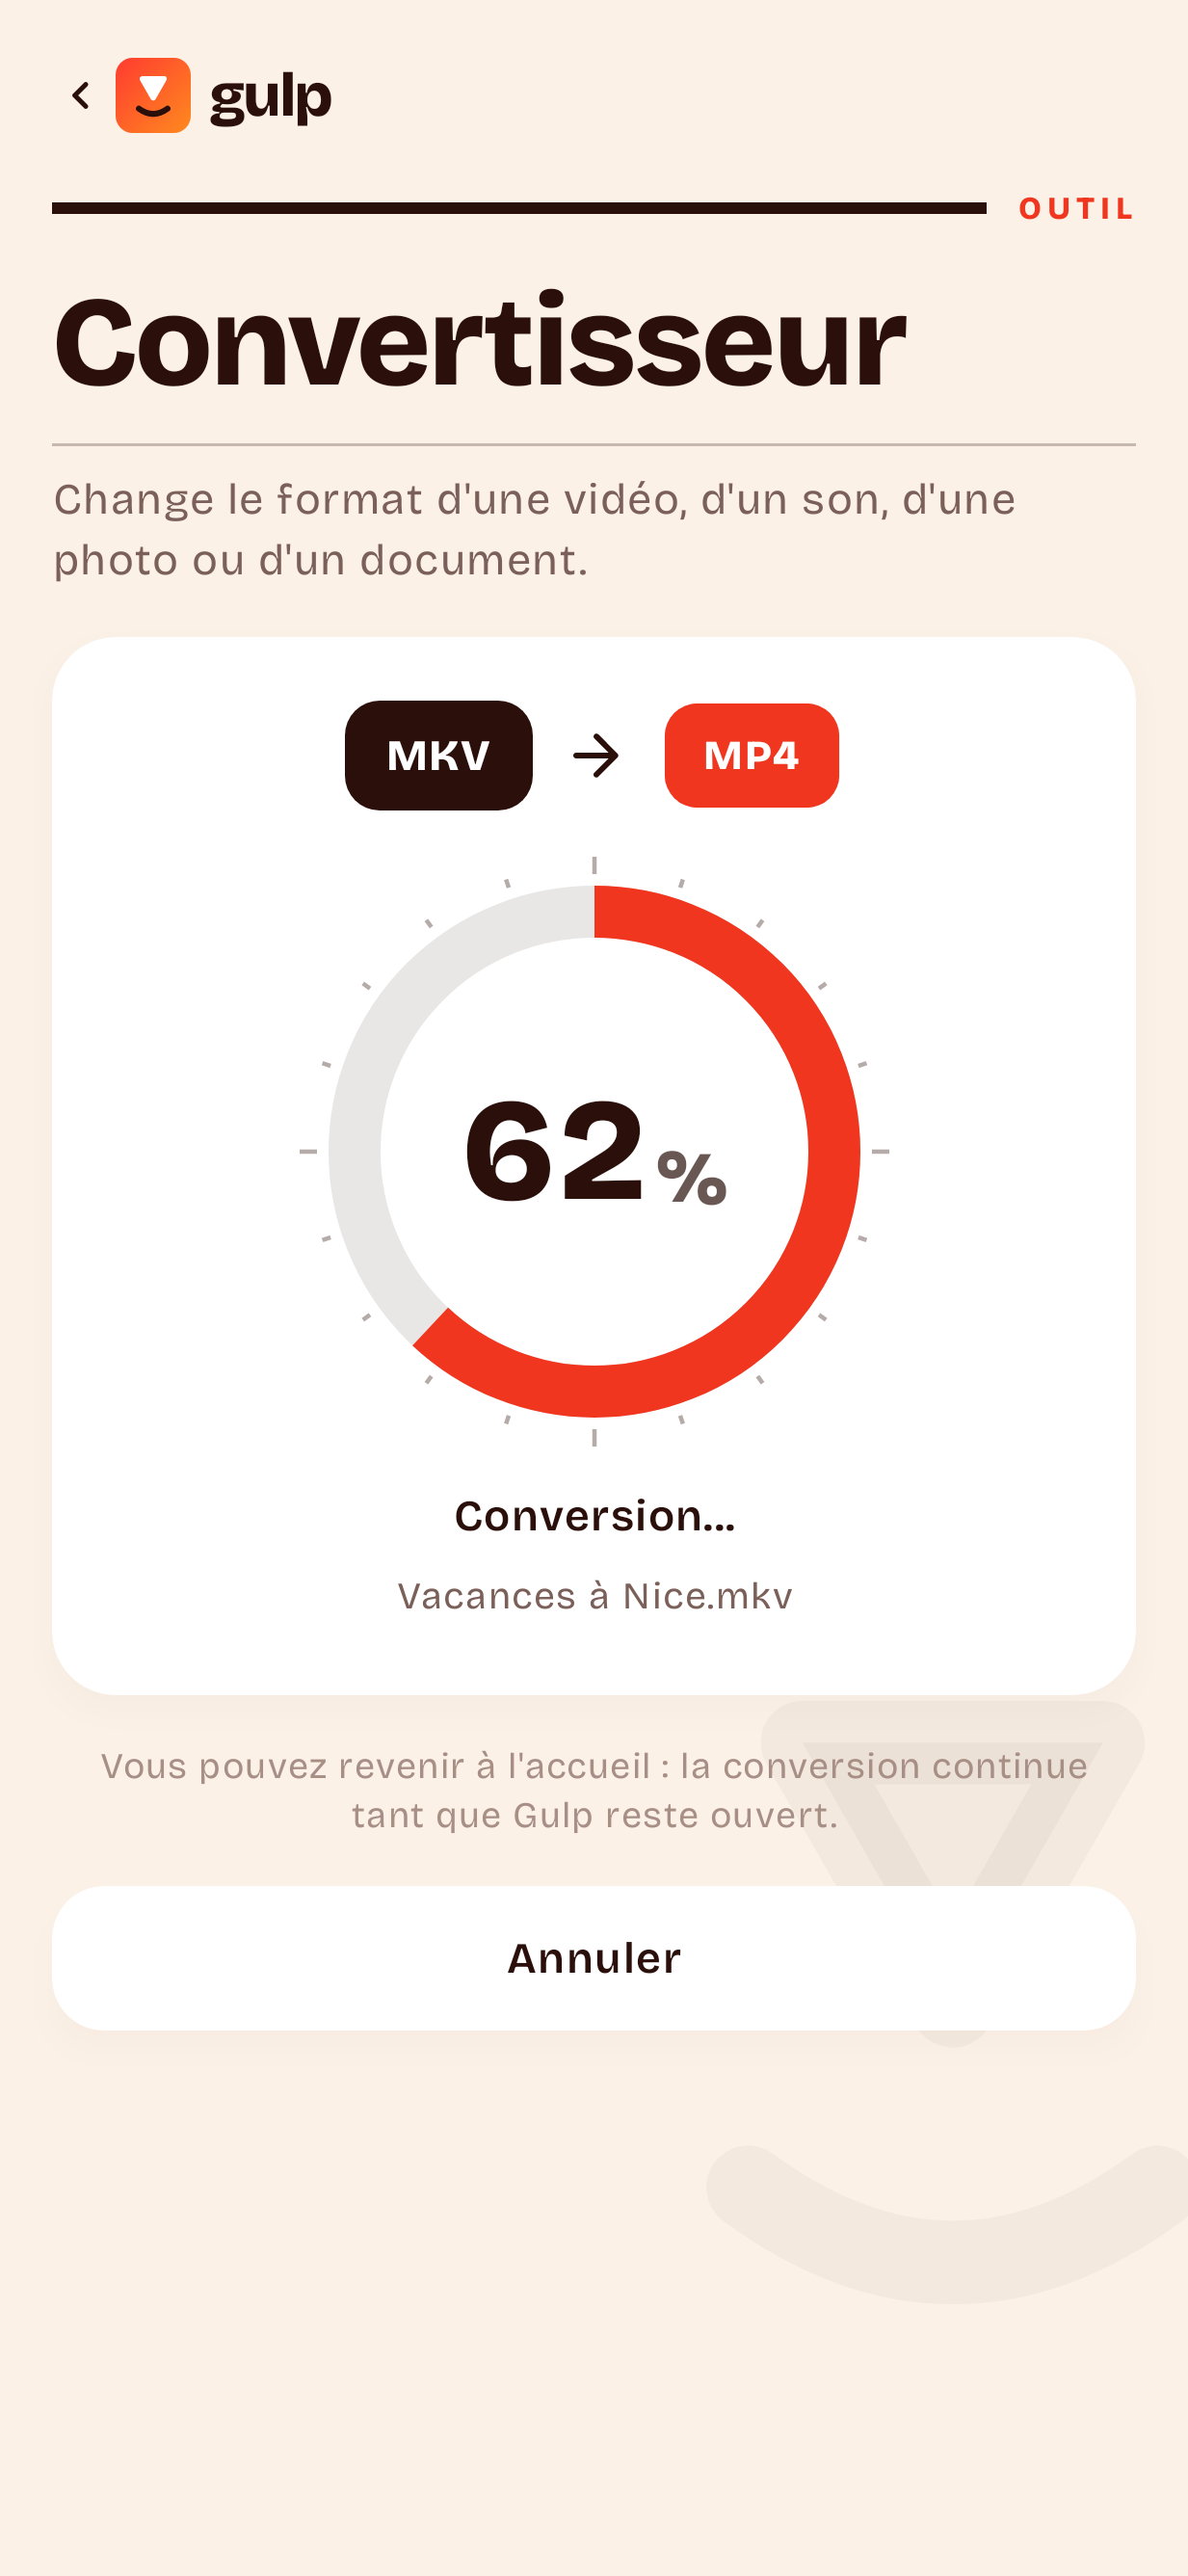 gulp
OUTIL
Convertisseur
Change le format d'une vidéo, d'un son, d'une
photo ou d'un document.
MKV → MP4
62%
Conversion...
Vacances à Nice.mkv
Vous pouvez revenir à l'accueil : la conversion continue
tant que Gulp reste ouvert.
Annuler